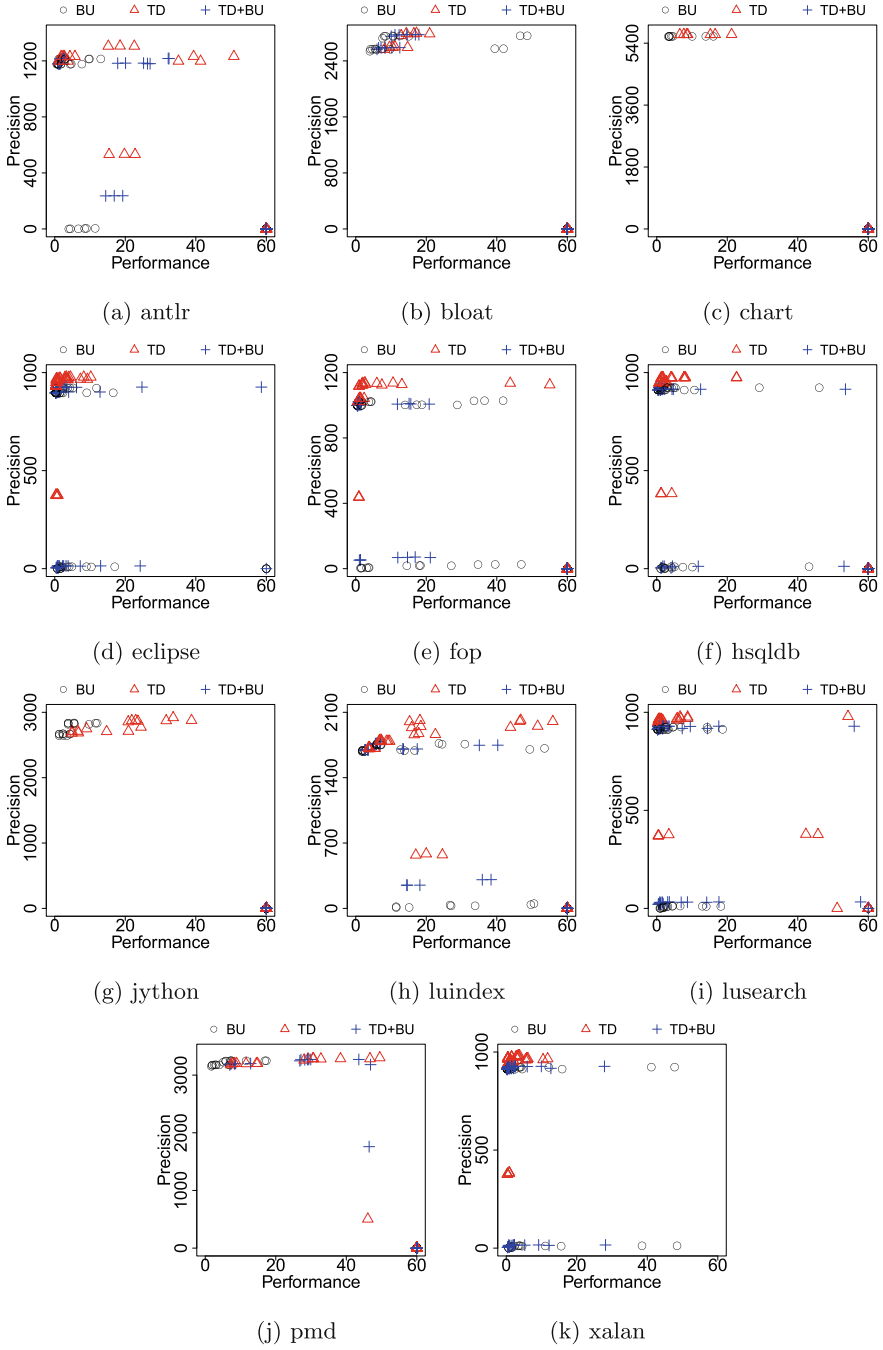 BU TD TD+BU BU TD TD+BU BU TD TD+BU
Precision
0 400 800 1200
0 20 40 60
Performance
Precision
0 800 1600 2400
0 20 40 60
Performance
Precision
0 1800 3600 5400
0 20 40 60
Performance
(a) antlr (b) bloat (c) chart
BU TD TD+BU BU TD TD+BU BU TD TD+BU
Precision
0 500 1000
0 20 40 60
Performance
Precision
0 400 800 1200
0 20 40 60
Performance
Precision
0 500 1000
0 20 40 60
Performance
(d) eclipse (e) fop (f) hsqldb
BU TD TD+BU BU TD TD+BU BU TD TD+BU
Precision
0 1000 2000 3000
0 20 40 60
Performance
Precision
0 700 1400 2100
0 20 40 60
Performance
Precision
0 500 1000
0 20 40 60
Performance
(g) jython (h) luindex (i) lusearch
BU TD TD+BU BU TD TD+BU
Precision
0 1000 2000 3000
0 20 40 60
Performance
Precision
0 500 1000
0 20 40 60
Performance
(j) pmd (k) xalan